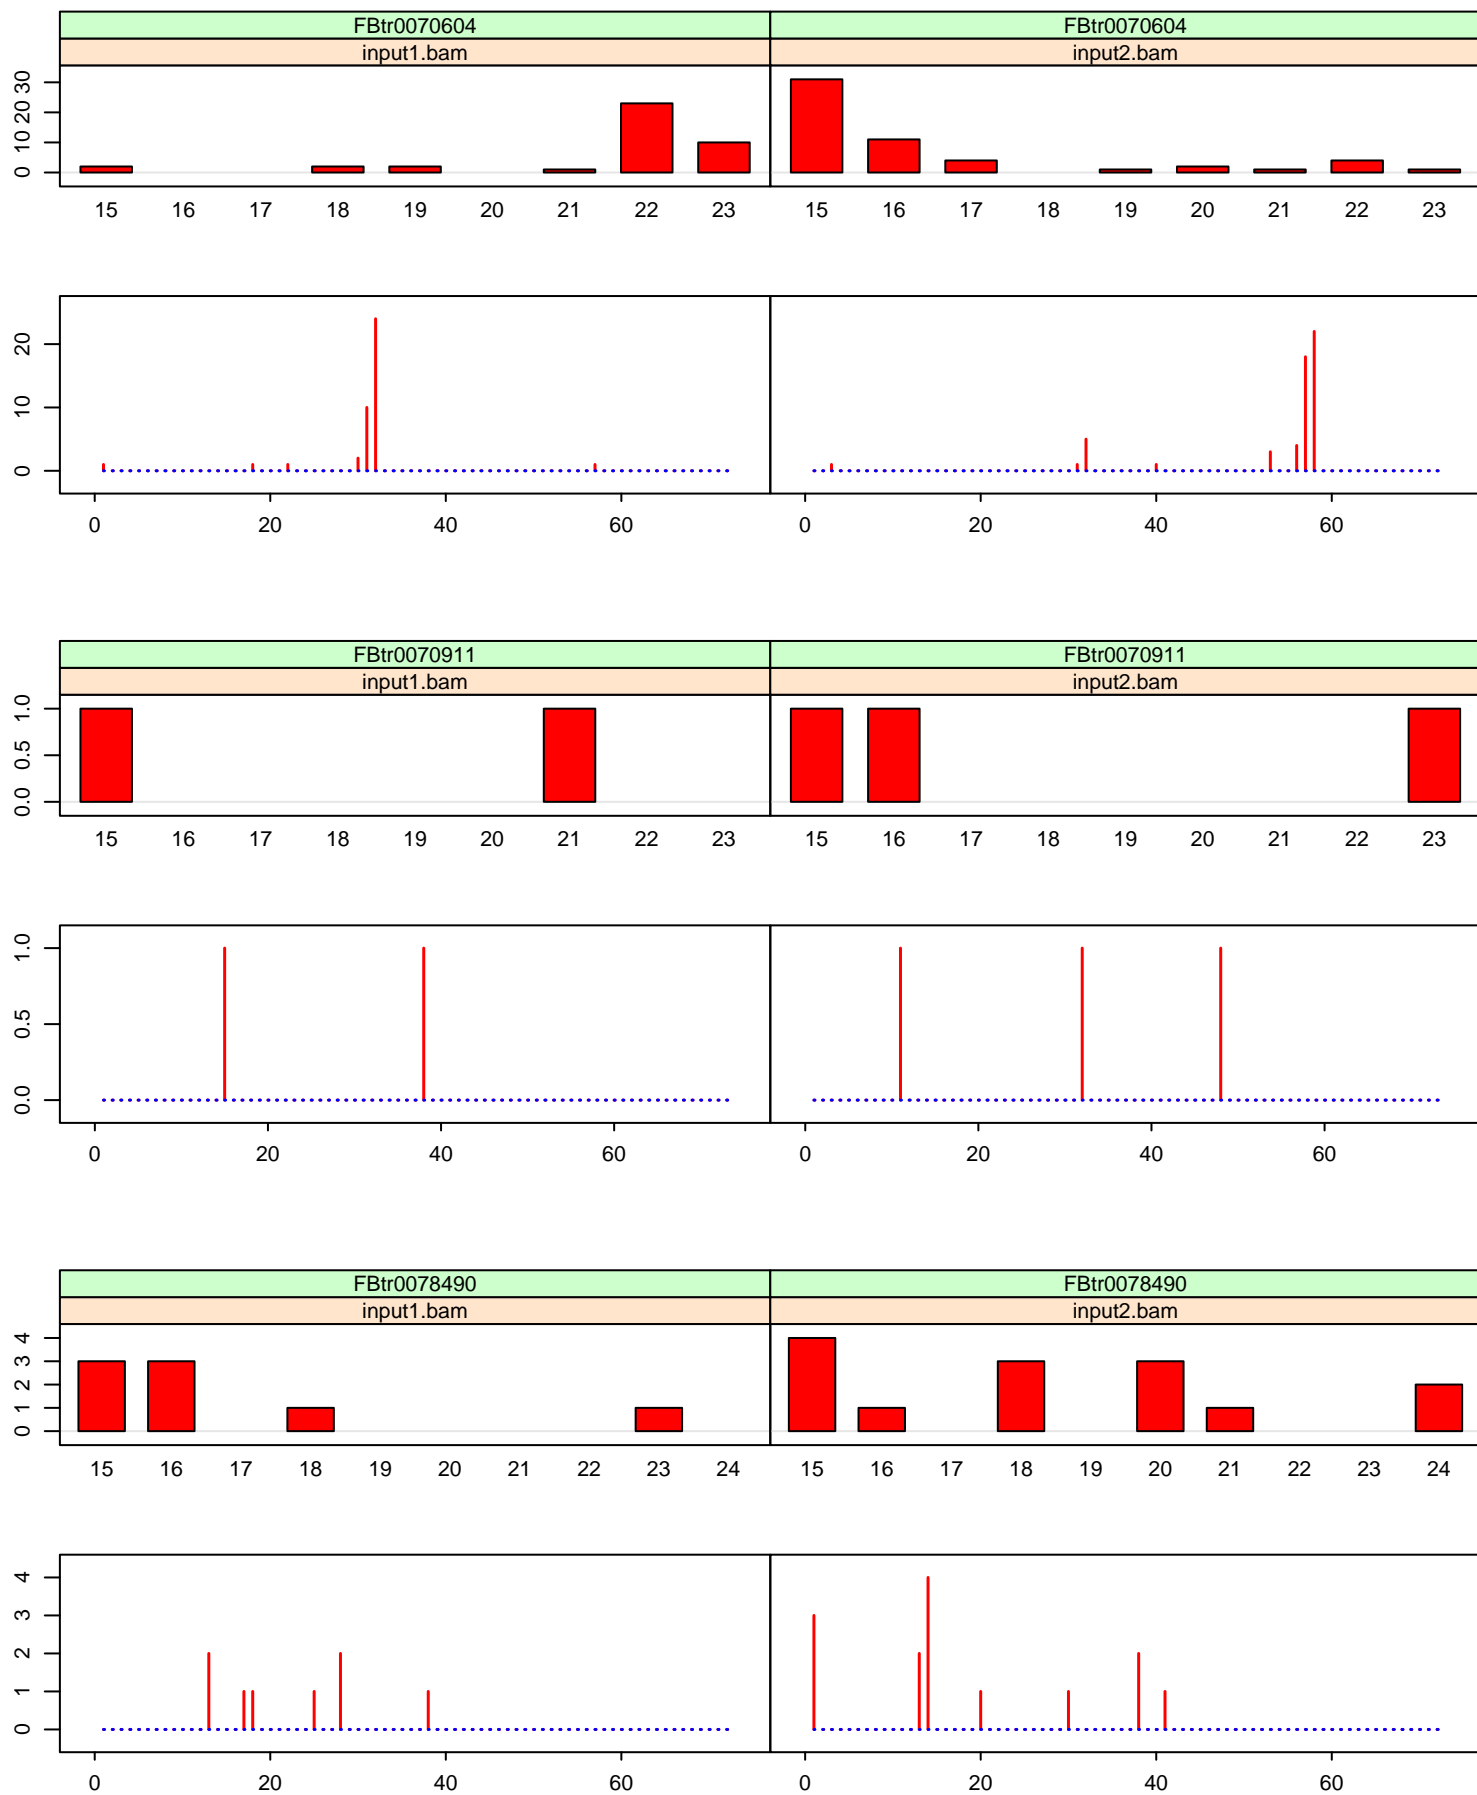 FBtr0070604 FBtr0070604
input1.bam input2.bam
0 10 20 30
15 16 17 18 19 20 21 22 23 15 16 17 18 19 20 21 22 23
0 10 20
0 20 40 60 0 20 40 60
FBtr0070911 FBtr0070911
input1.bam input2.bam
0.0 0.5 1.0
15 16 17 18 19 20 21 22 23 15 16 17 18 19 20 21 22 23
0.0 0.5 1.0
0 20 40 60 0 20 40 60
FBtr0078490 FBtr0078490
input1.bam input2.bam
0 1 2 3 4
15 16 17 18 19 20 21 22 23 24 15 16 17 18 19 20 21 22 23 24
0 1 2 3 4
0 20 40 60 0 20 40 60